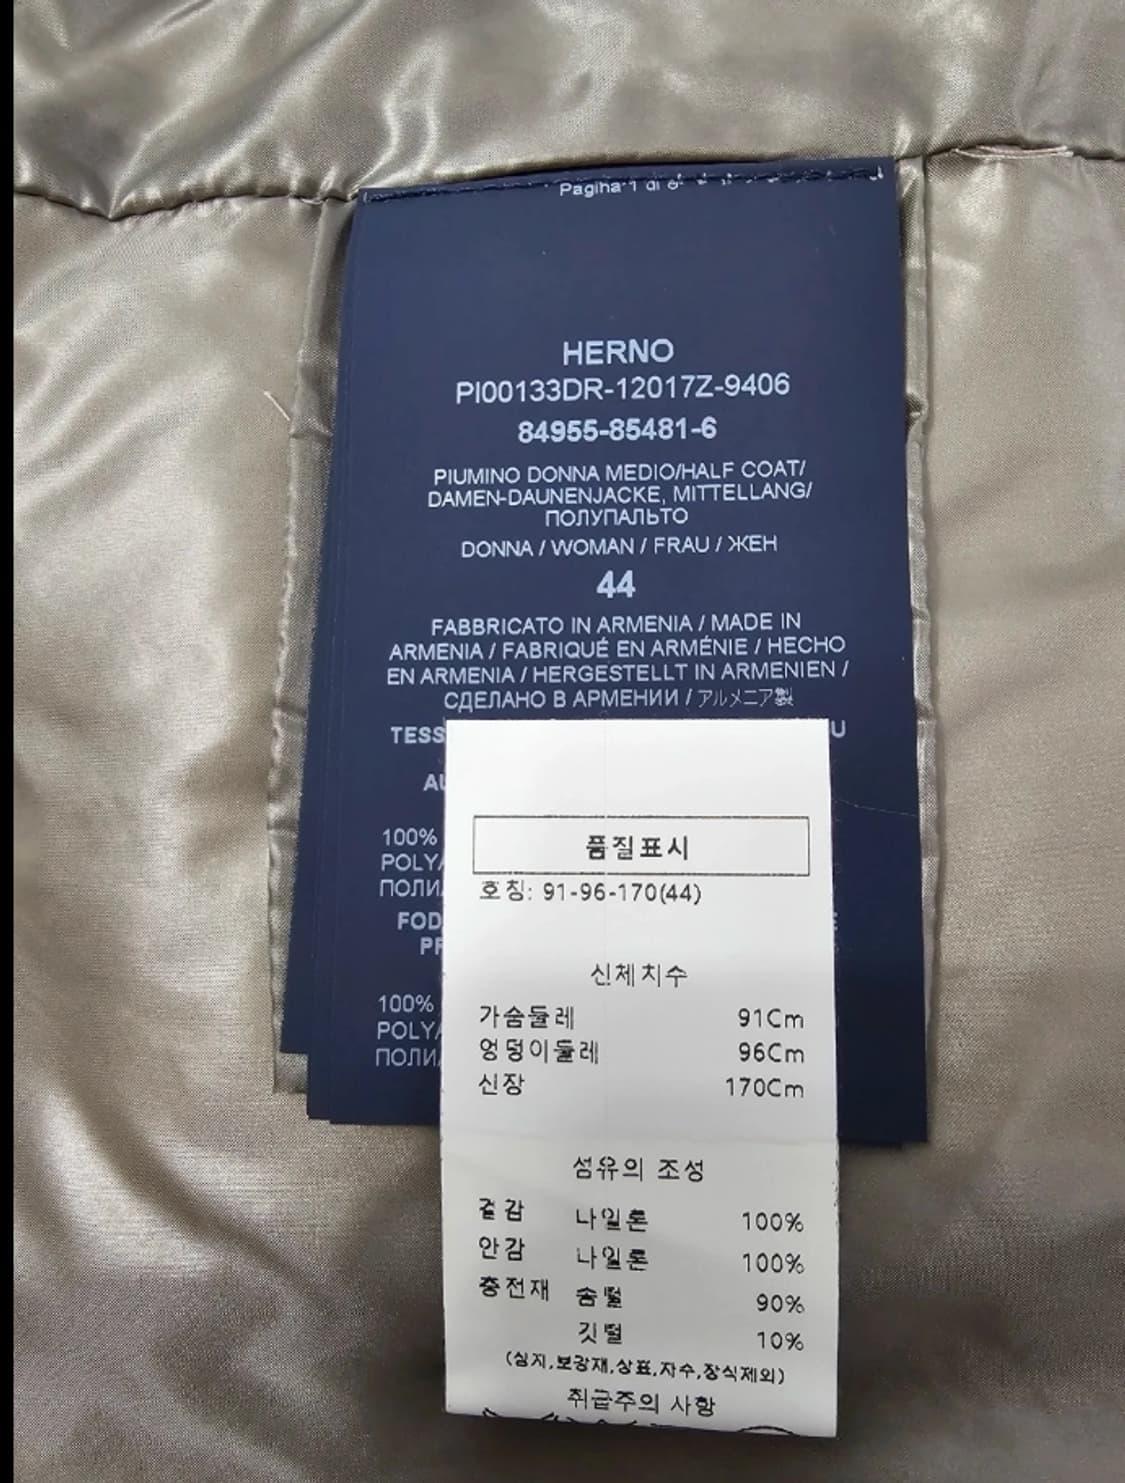 Pagina 1 di 6
HERNO
PI00133DR-12017Z-9406
84955-85481-6
PIUMINO DONNA MEDIO/HALF COAT/
DAMEN-DAUNENJACKE, MITTELLANG/
ПОЛУПАЛЬТО
DONNA / WOMAN / FRAU / ЖЕН
44
FABBRICATO IN ARMENIA / MADE IN
ARMENIA / FABRIQUÉ EN ARMÉNIE / HECHO
EN ARMENIA / HERGESTELLT IN ARMENIEN /
СДЕЛАНО В АРМЕНИИ / アルメニア製
100%
100%
품질표시
호칭: 91-96-170(44)
신체치수
가슴둘레 91Cm
엉덩이둘레 96Cm
신장 170Cm
섬유의 조성
겉감 나일론 100%
안감 나일론 100%
충전재 솜털 90%
깃털 10%
(심지,보강재,상표,자수,장식제외)
취급주의 사항